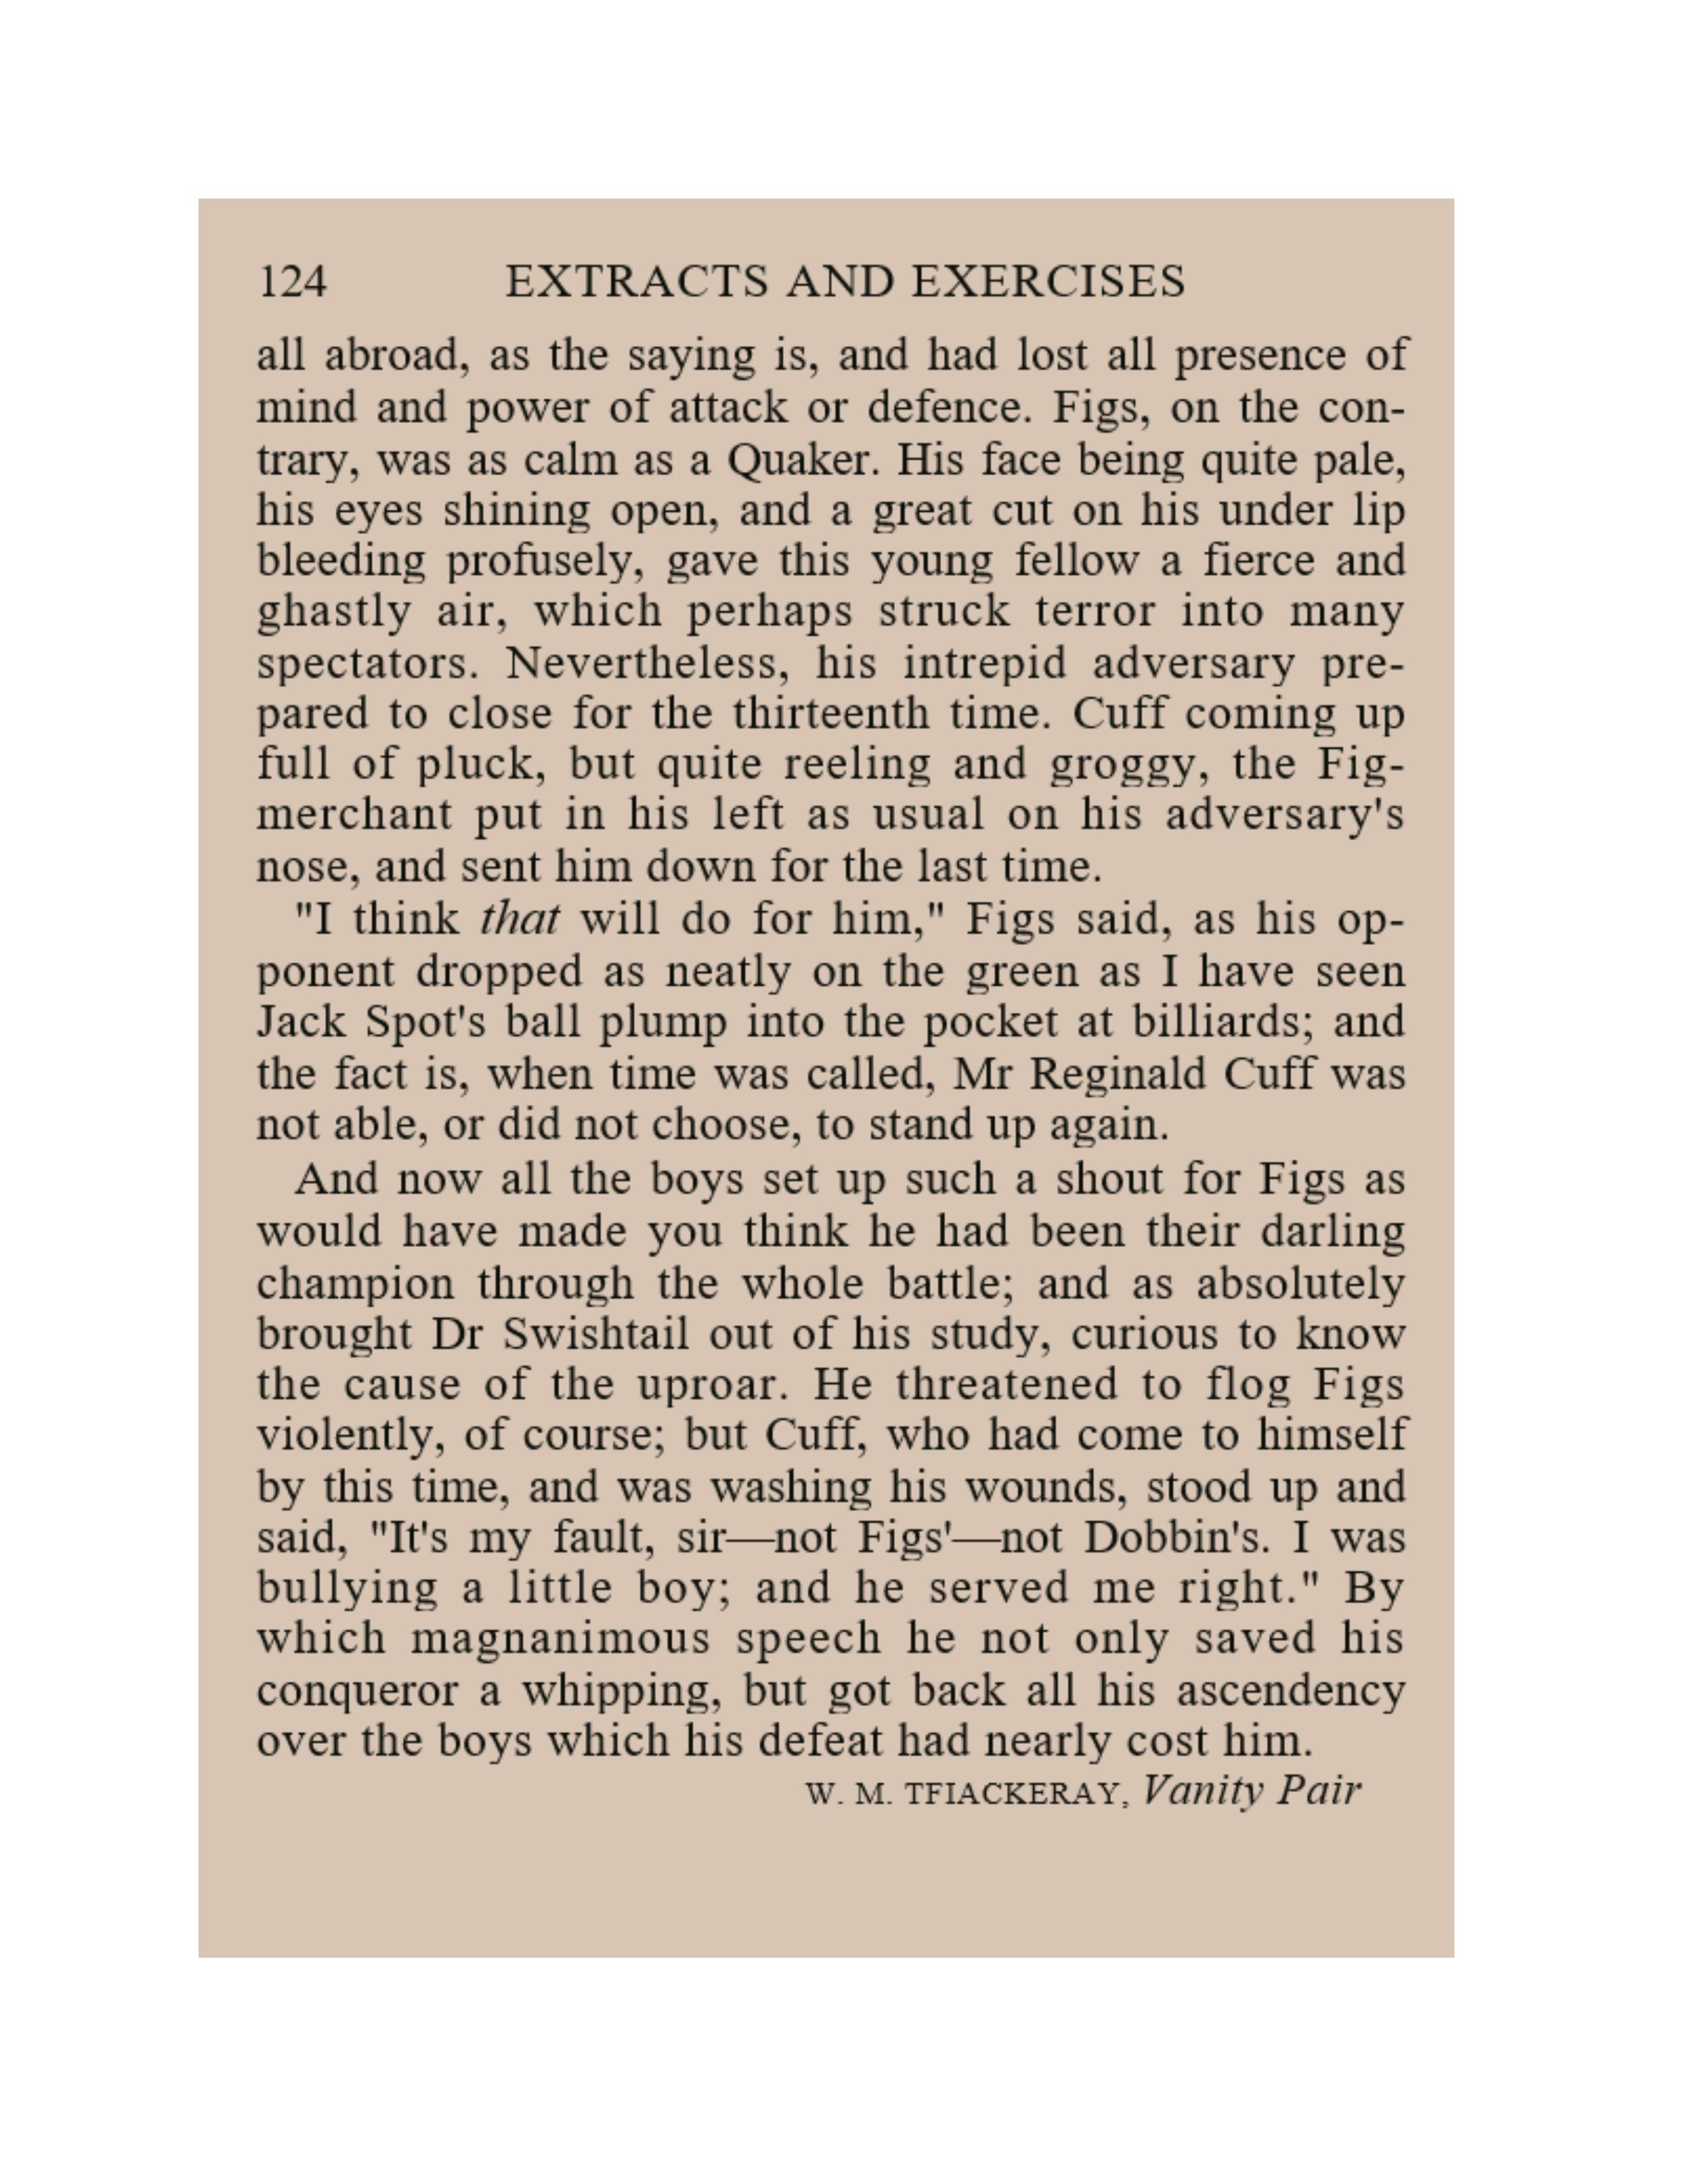 124 EXTRACTS AND EXERCISES
all abroad, as the saying is, and had lost all presence of
mind and power of attack or defence. Figs, on the con-
trary, was as calm as a Quaker. His face being quite pale,
his eyes shining open, and a great cut on his under lip
bleeding profusely, gave this young fellow a fierce and
ghastly air, which perhaps struck terror into many
spectators. Nevertheless, his intrepid adversary pre-
pared to close for the thirteenth time. Cuff coming up
full of pluck, but quite reeling and groggy, the Fig-
merchant put in his left as usual on his adversary's
nose, and sent him down for the last time.
"I think that will do for him," Figs said, as his op-
ponent dropped as neatly on the green as I have seen
Jack Spot's ball plump into the pocket at billiards; and
the fact is, when time was called, Mr Reginald Cuff was
not able, or did not choose, to stand up again.
And now all the boys set up such a shout for Figs as
would have made you think he had been their darling
champion through the whole battle; and as absolutely
brought Dr Swishtail out of his study, curious to know
the cause of the uproar. He threatened to flog Figs
violently, of course; but Cuff, who had come to himself
by this time, and was washing his wounds, stood up and
said, "It's my fault, sir—not Figs'—not Dobbin's. I was
bullying a little boy; and he served me right." By
which magnanimous speech he not only saved his
conqueror a whipping, but got back all his ascendency
over the boys which his defeat had nearly cost him.
W. M. TFIACKERAY, Vanity Pair